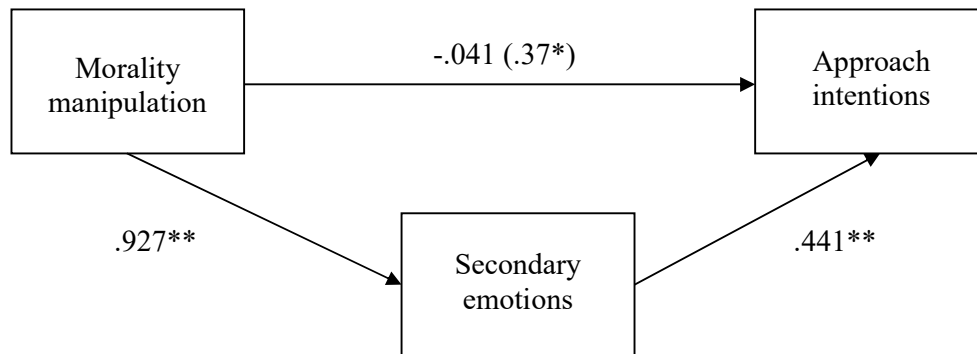 Morality
manipulation
-.041 (.37*)
Approach
intentions
.927**
.441**
Secondary
emotions